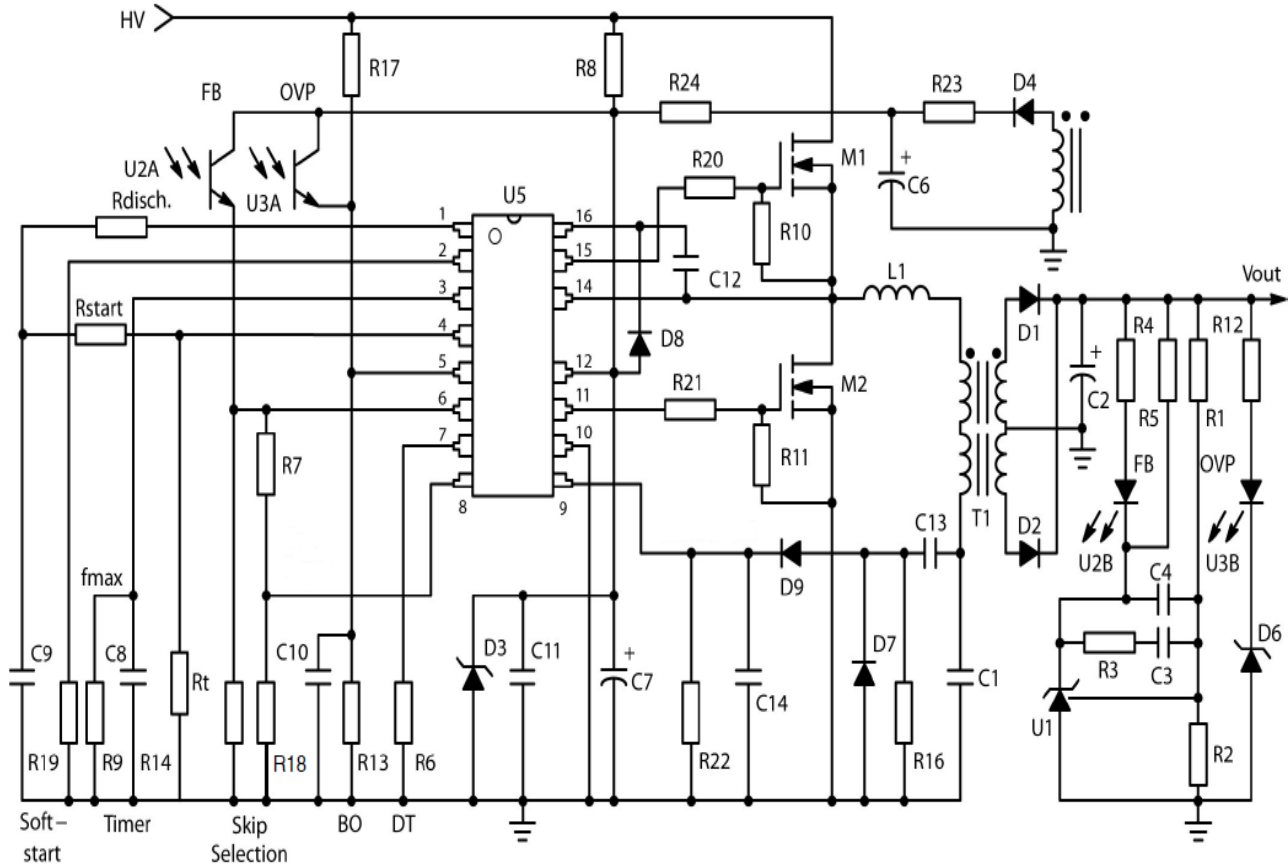 HV
R17
R8
FB
OVP
R24
R23
D4
U2A
U3A
R20
M1
C6
Rdisch.
U5
1
16
R10
2
15
C12
L1
Vout
3
14
Rstart
4
D8
D1
R4
R12
5
12
M2
C2
6
11
R21
R5
R1
7
10
R7
R11
FB
OVP
8
9
T1
C13
D2
U2B
U3B
fmax
D9
C4
C9
C8
C10
D3
C11
D7
D6
Rt
C7
C14
C1
R3
C3
U1
R19
R9
R14
R18
R13
R6
R22
R16
R2
Soft–
start
Timer
Skip
Selection
BO
DT
+
+
+